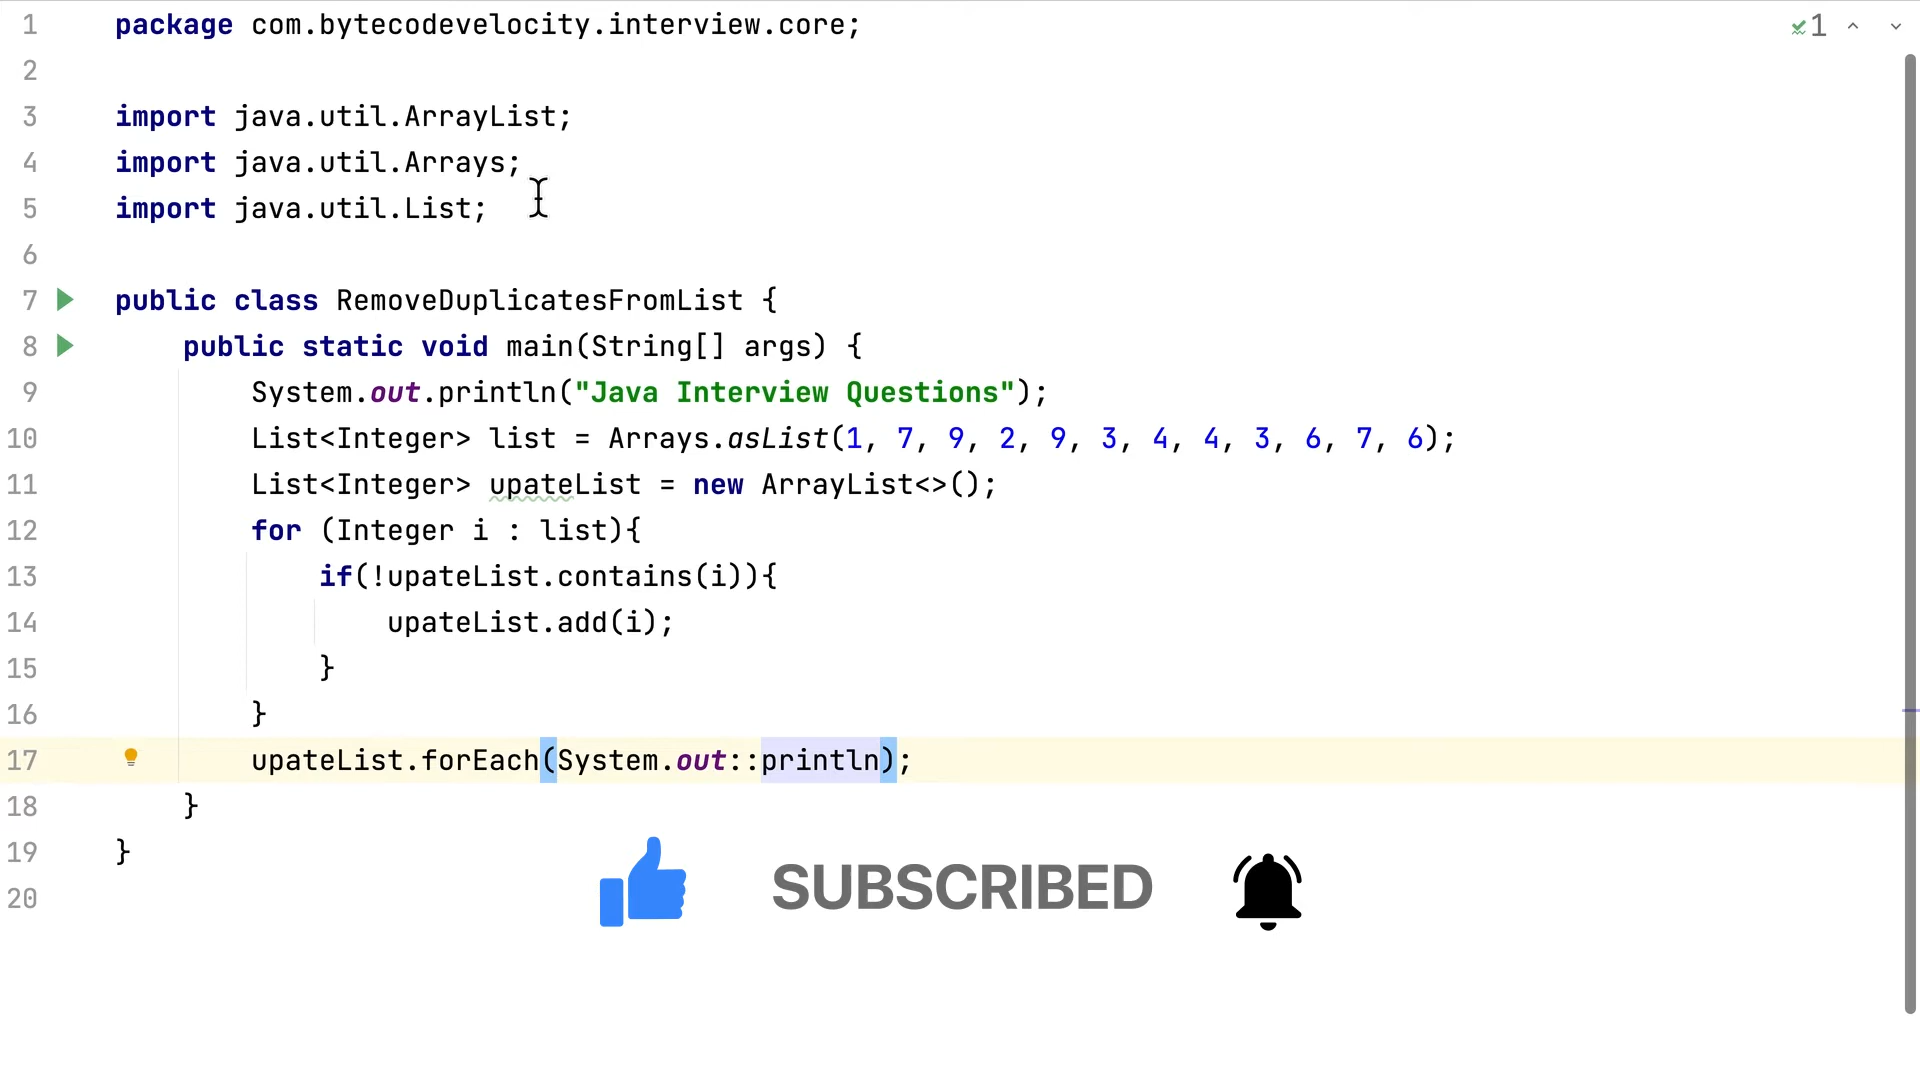 1 package com.bytecodevelocity.interview.core; 1
2
3 import java.util.ArrayList;
4 import java.util.Arrays;
5 import java.util.List;
6
7 public class RemoveDuplicatesFromList {
8 public static void main(String[] args) {
9 System.out.println("Java Interview Questions");
10 List<Integer> list = Arrays.asList(1, 7, 9, 2, 9, 3, 4, 4, 3, 6, 7, 6);
11 List<Integer> upateList = new ArrayList<>();
12 for (Integer i : list){
13 if(!upateList.contains(i)){
14 upateList.add(i);
15 }
16 }
17 upateList.forEach(System.out::println);
18 }
19 }
20
SUBSCRIBED